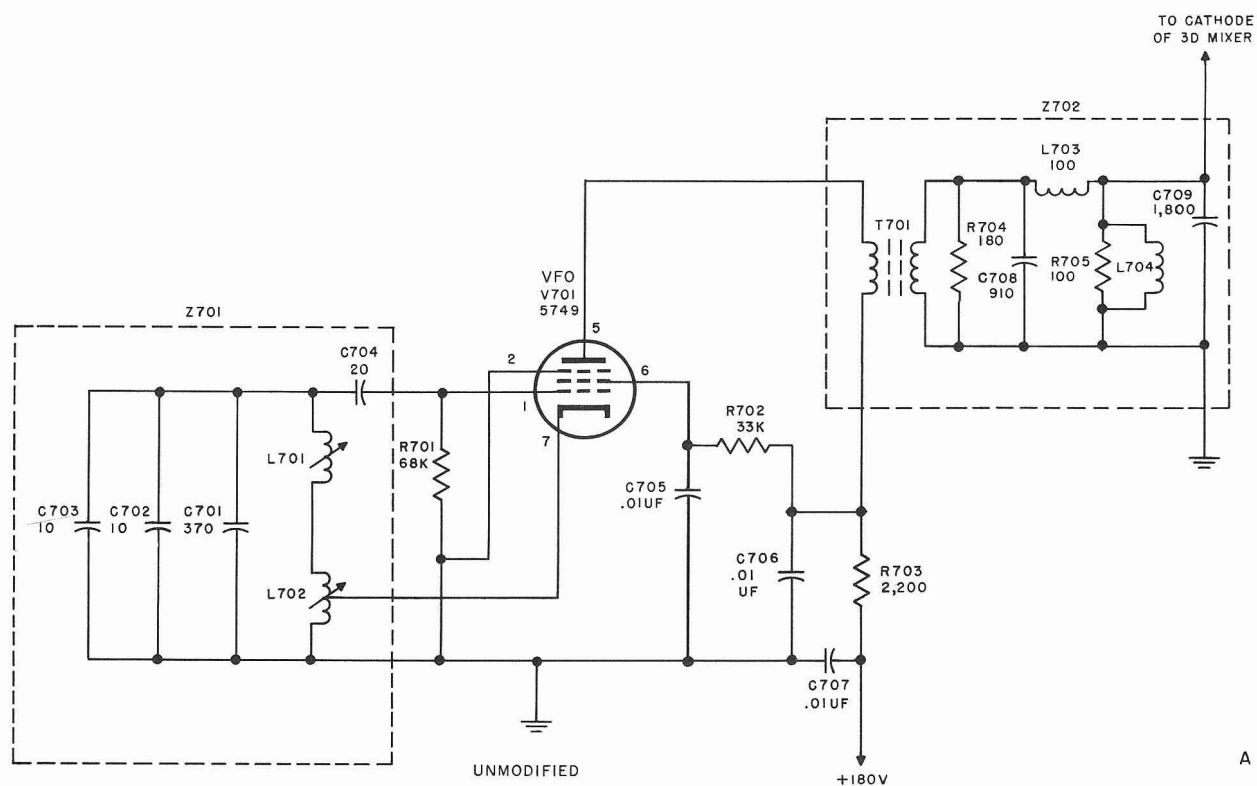 TO CATHODE
OF 3D MIXER
Z702
L703
100
C709
1,800
T701
R704
180
C708
910
R705
100
L704
VFO
V701
5749
5
2
6
1
7
Z701
C704
20
R701
68K
R702
33K
L701
C705
.01UF
C703
10
C702
10
C701
370
C706
.01
UF
R703
2,200
L702
C707
.01UF
UNMODIFIED
+180V
A